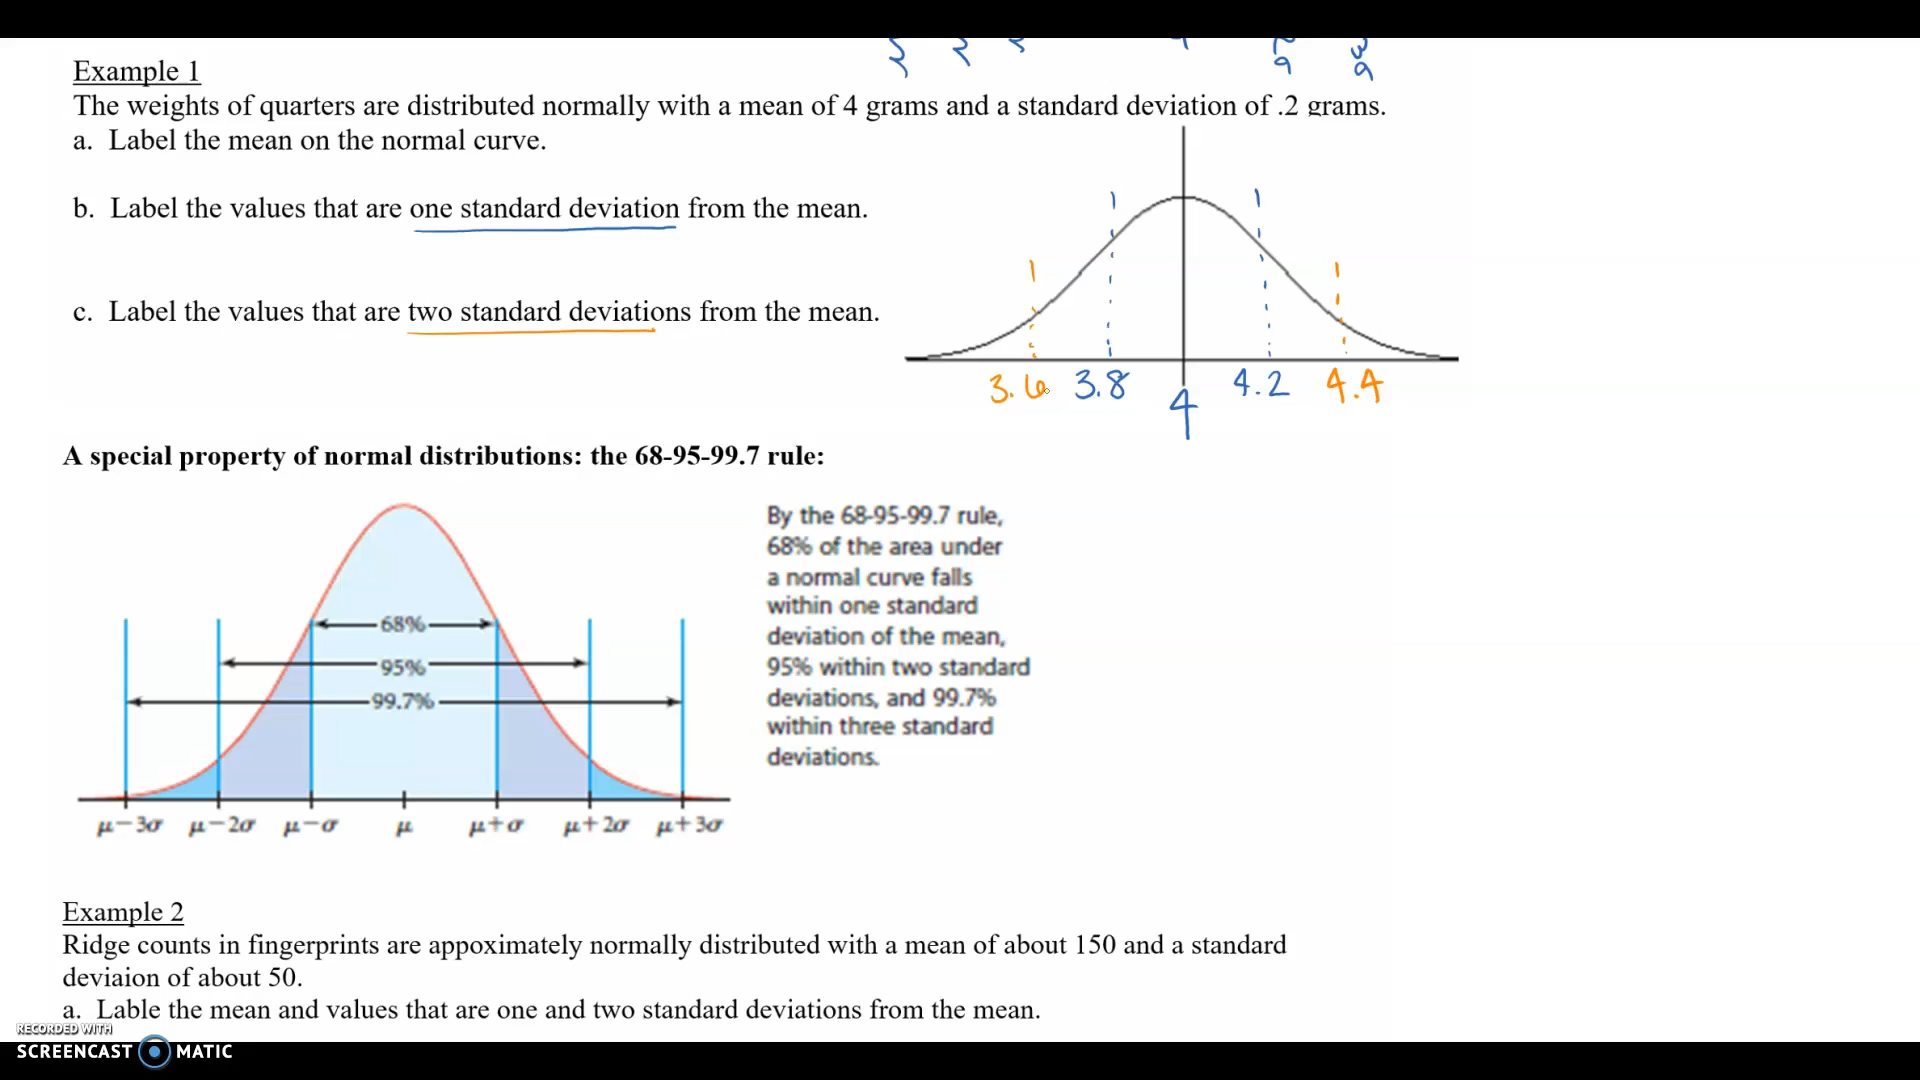 Example 1
The weights of quarters are distributed normally with a mean of 4 grams and a standard deviation of .2 grams.
a. Label the mean on the normal curve.
b. Label the values that are one standard deviation from the mean.
c. Label the values that are two standard deviations from the mean.
3.6 3.8 4 4.2 4.4
A special property of normal distributions: the 68-95-99.7 rule:
68%
95%
99.7%
μ−3σ μ−2σ μ−σ μ μ+σ μ+2σ μ+3σ
By the 68-95-99.7 rule,
68% of the area under
a normal curve falls
within one standard
deviation of the mean,
95% within two standard
deviations, and 99.7%
within three standard
deviations.
Example 2
Ridge counts in fingerprints are appoximately normally distributed with a mean of about 150 and a standard
deviaion of about 50.
a. Lable the mean and values that are one and two standard deviations from the mean.
RECORDED WITH
SCREENCAST MATIC